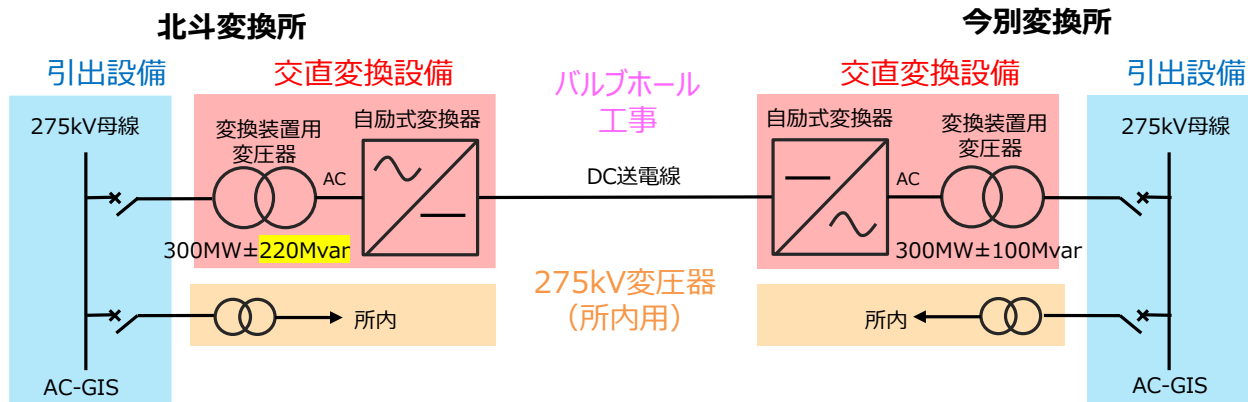 北斗変換所
今別変換所
引出設備
交直変換設備
バルブホール
工事
交直変換設備
引出設備
275kV母線
変換装置用
変圧器
自励式変換器
自励式変換器
変換装置用
変圧器
275kV母線
AC
DC送電線
AC
300MW±220Mvar
300MW±100Mvar
275kV変圧器
（所内用）
所内
所内
AC-GIS
AC-GIS